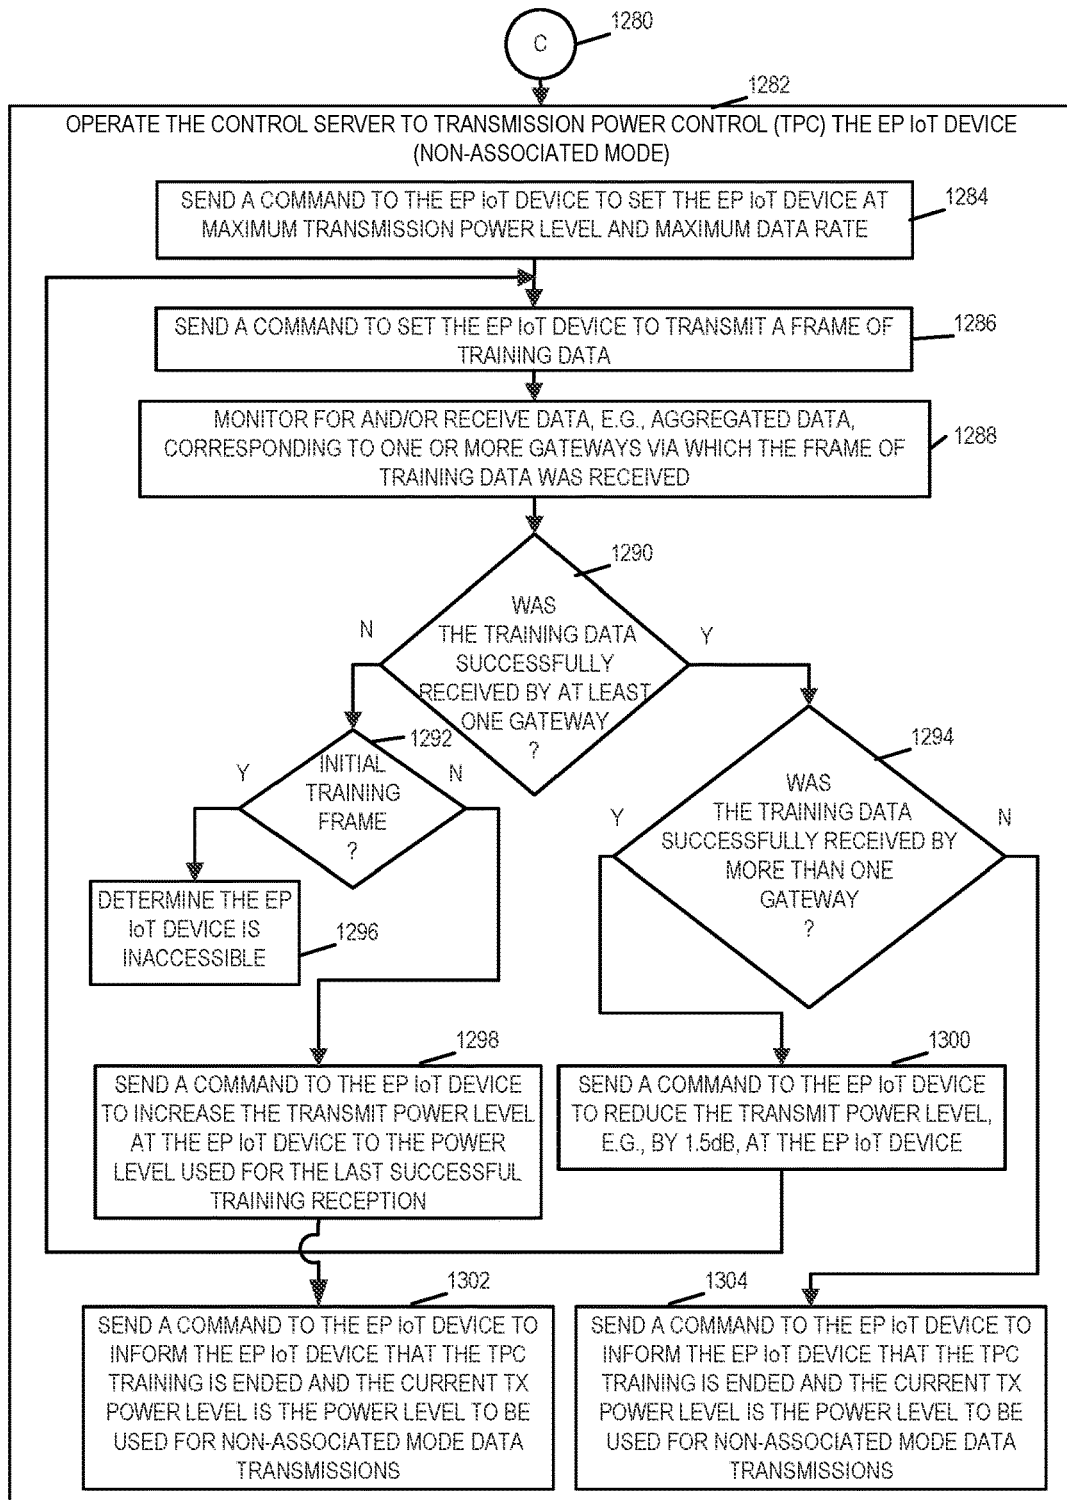 1280
C
1282
OPERATE THE CONTROL SERVER TO TRANSMISSION POWER CONTROL (TPC) THE EP IoT DEVICE
(NON-ASSOCIATED MODE)
SEND A COMMAND TO THE EP IoT DEVICE TO SET THE EP IoT DEVICE AT
MAXIMUM TRANSMISSION POWER LEVEL AND MAXIMUM DATA RATE
1284
SEND A COMMAND TO SET THE EP IoT DEVICE TO TRANSMIT A FRAME OF
TRAINING DATA
1286
MONITOR FOR AND/OR RECEIVE DATA, E.G., AGGREGATED DATA,
CORRESPONDING TO ONE OR MORE GATEWAYS VIA WHICH THE FRAME OF
TRAINING DATA WAS RECEIVED
1288
1290
WAS
THE TRAINING DATA
SUCCESSFULLY
RECEIVED BY AT LEAST
ONE GATEWAY
?
N
Y
1292
INITIAL
TRAINING
FRAME
?
Y
N
1294
WAS
THE TRAINING DATA
SUCCESSFULLY RECEIVED BY
MORE THAN ONE
GATEWAY
?
Y
N
DETERMINE THE EP
IoT DEVICE IS
INACCESSIBLE
1296
1298
SEND A COMMAND TO THE EP IoT DEVICE
TO INCREASE THE TRANSMIT POWER LEVEL
AT THE EP IoT DEVICE TO THE POWER
LEVEL USED FOR THE LAST SUCCESSFUL
TRAINING RECEPTION
1300
SEND A COMMAND TO THE EP IoT DEVICE
TO REDUCE THE TRANSMIT POWER LEVEL,
E.G., BY 1.5dB, AT THE EP IoT DEVICE
1302
SEND A COMMAND TO THE EP IoT DEVICE TO
INFORM THE EP IoT DEVICE THAT THE TPC
TRAINING IS ENDED AND THE CURRENT TX
POWER LEVEL IS THE POWER LEVEL TO BE
USED FOR NON-ASSOCIATED MODE DATA
TRANSMISSIONS
1304
SEND A COMMAND TO THE EP IoT DEVICE TO
INFORM THE EP IoT DEVICE THAT THE TPC
TRAINING IS ENDED AND THE CURRENT TX
POWER LEVEL IS THE POWER LEVEL TO BE
USED FOR NON-ASSOCIATED MODE DATA
TRANSMISSIONS